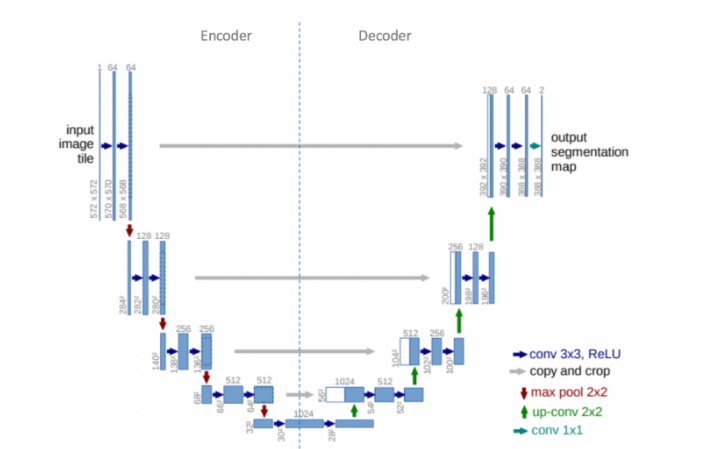 Encoder
Decoder
1 64 64
128 64 64 2
input
image
tile
output
segmentation
map
572 x 572
570 x 570
568 x 568
392 x 392
390 x 390
388 x 388
388 x 388
128 128
256 128
284²
282²
280²
200²
198²
196²
256 256
512 256
140²
138²
136²
104²
102²
100²
512 512
1024 512
68²
66²
64²
56²
54²
52²
1024
32²
30²
28²
conv 3x3, ReLU
copy and crop
max pool 2x2
up-conv 2x2
conv 1x1